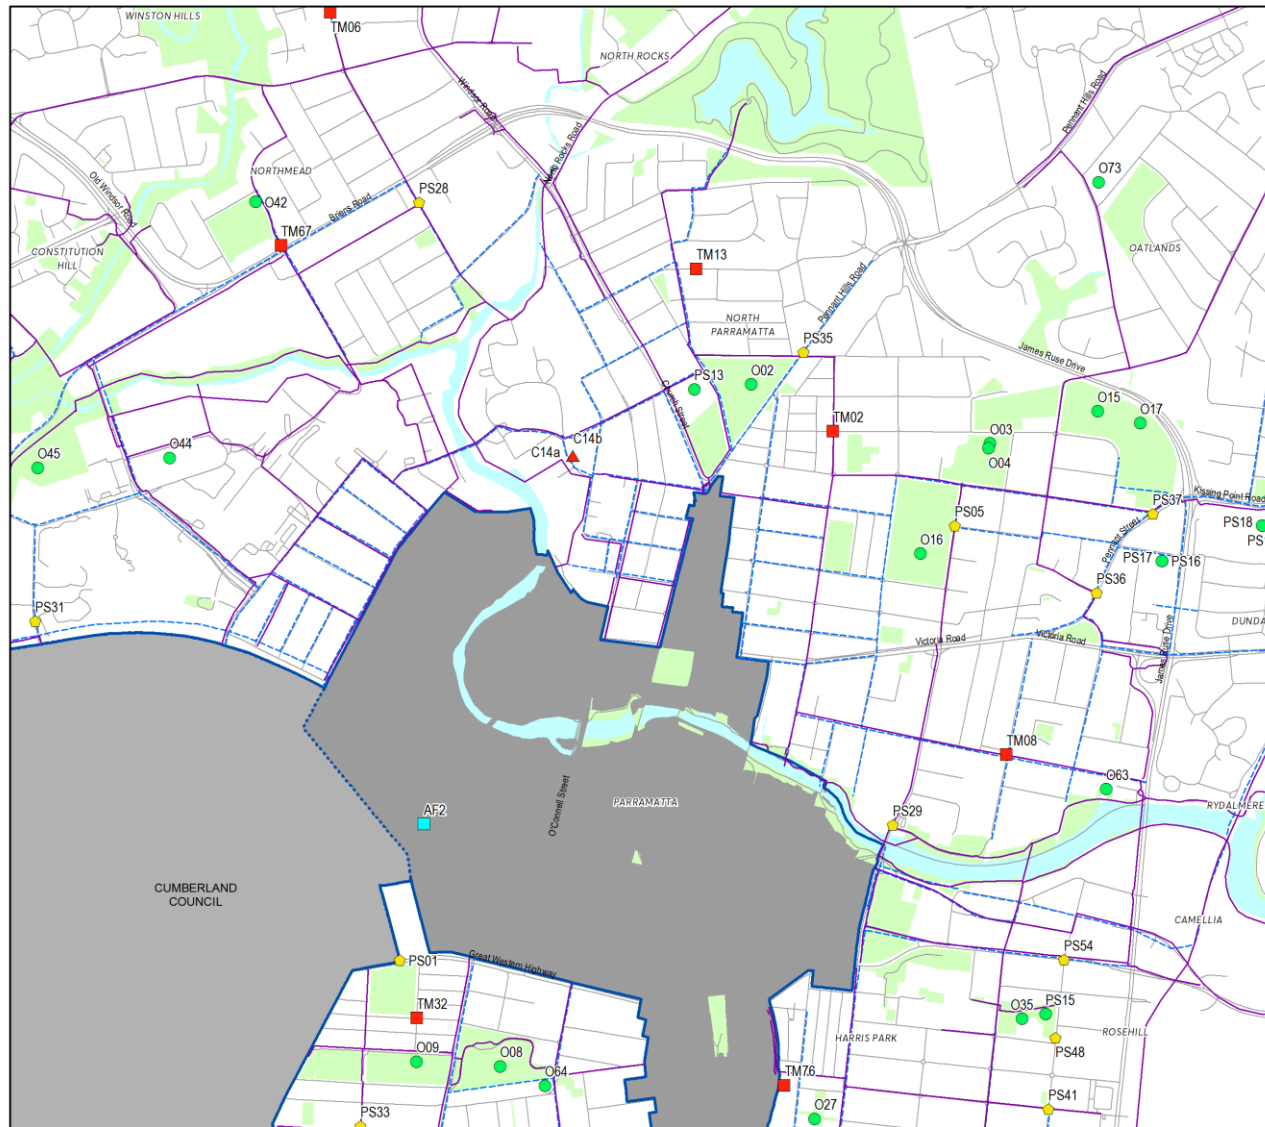 WINSTON HILLS
TM06
NORTH ROCKS
Windsor Road
Pennant Hills Road
North Rocks Road
NORTHMEAD
O73
Old Windsor Road
PS28
O42
Briens Road
TM67
CONSTITUTION
HILL
OATLANDS
TM13
Pennant Hills Road
NORTH
PARRAMATTA
PS35
James Ruse Drive
PS13
O02
Church Street
O15
O17
TM02
C14b
C14a
O03
O04
O45
O44
Kissing Point Road
PS37
PS18
PS
PS05
Pennant Street
O16
PS17
PS16
PS36
PS31
DUNDA
Victoria Road
Victoria Road
James Ruse Drive
TM08
O63
RYDALMERE
PARRAMATTA
O'Connell Street
AF2
PS29
CUMBERLAND
COUNCIL
CAMELLIA
PS54
PS01
Great Western Highway
TM32
O35
PS15
ROSEHILL
HARRIS PARK
PS48
O09
O08
O64
TM76
PS33
O27
PS41